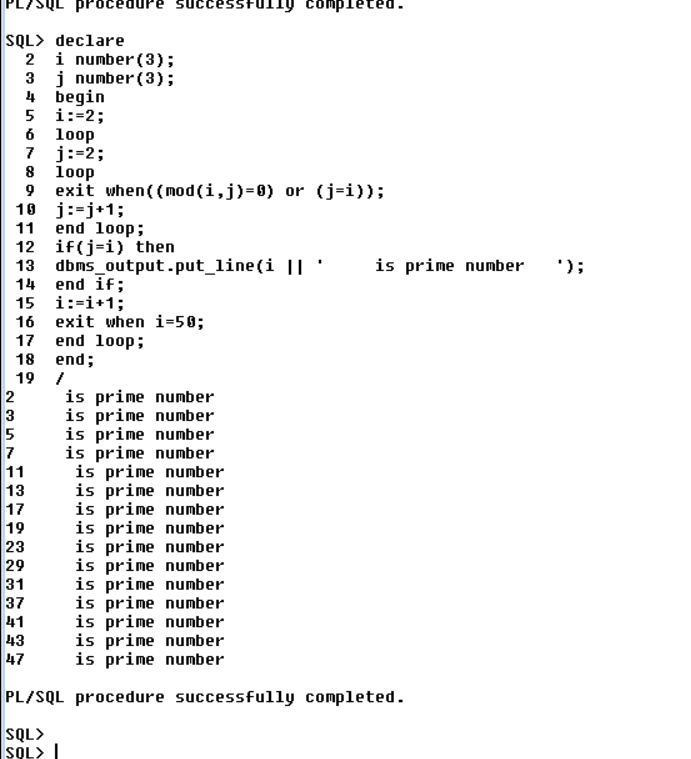 PL/SQL procedure successfully completed.
SQL> declare
  2  i number(3);
  3  j number(3);
  4  begin
  5  i:=2;
  6  loop
  7  j:=2;
  8  loop
  9  exit when((mod(i,j)=0) or (j=i));
 10  j:=j+1;
 11  end loop;
 12  if(j=i) then
 13  dbms_output.put_line(i || '     is prime number   ');
 14  end if;
 15  i:=i+1;
 16  exit when i=50;
 17  end loop;
 18  end;
 19  /
2     is prime number
3     is prime number
5     is prime number
7     is prime number
11     is prime number
13     is prime number
17     is prime number
19     is prime number
23     is prime number
29     is prime number
31     is prime number
37     is prime number
41     is prime number
43     is prime number
47     is prime number
PL/SQL procedure successfully completed.
SQL>
SQL>